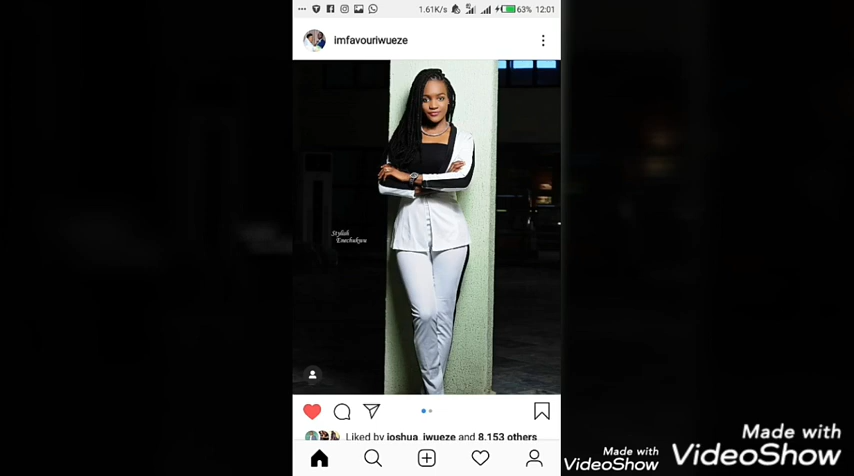 1.61K/s 63% 12:01
imfavouriwueze
Stylish
Enechukwu
Liked by joshua_iwueze and 8,153 others
Made with
VideoShow
Made with
VideoShow